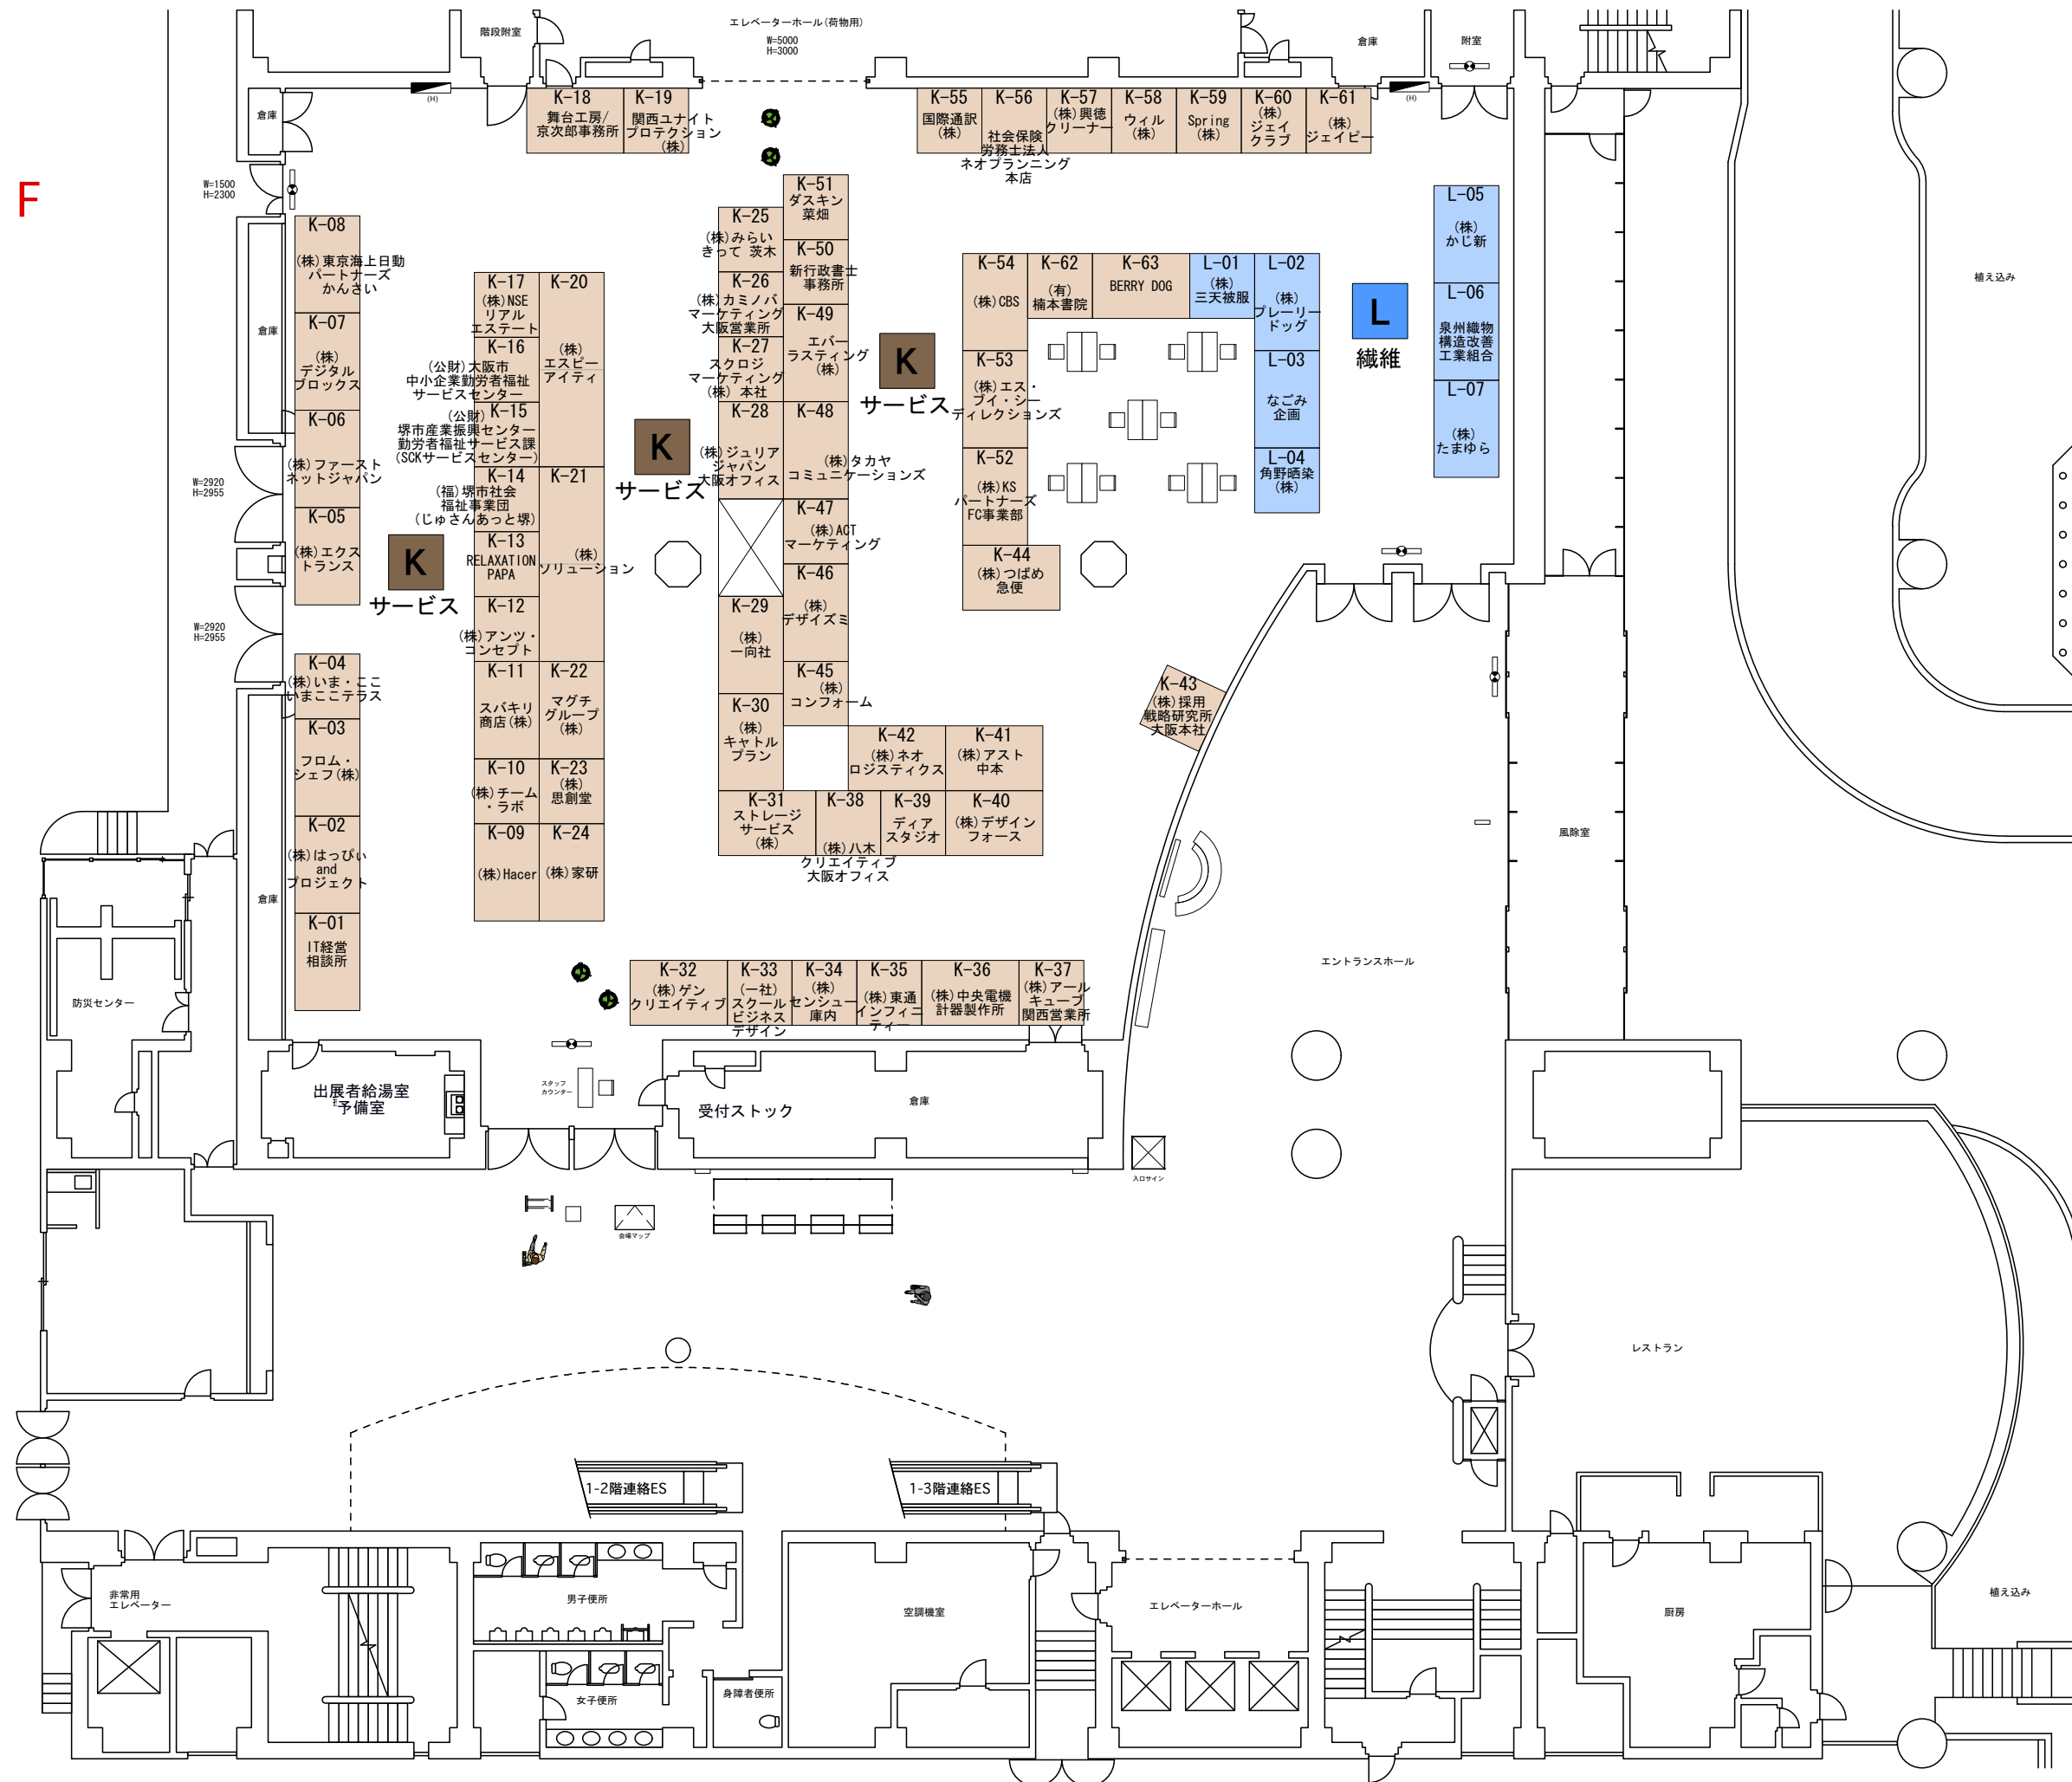 階段附室
エレベーターホール(荷物用)
W=5000
H=3000
倉庫
附室
(H)
(H)
倉庫
W=1500
H=2300
F
K-18
舞台工房/
京次郎事務所
K-19
関西ユナイト
プロテクション
(株)
K-55
国際通訳
(株)
K-56
社会保険
労務士法人
ネオプランニング
本店
K-57
(株)興徳
クリーナー
K-58
ウィル
(株)
K-59
Spring
(株)
K-60
(株)
ジェイ
クラブ
K-61
(株)
ジェイピー
K-08
(株)東京海上日動
パートナーズ
かんさい
K-07
(株)
デジタル
ブロックス
K-06
(株)ファースト
ネットジャパン
K-05
(株)エクス
トランス
倉庫
W=2920
H=2955
W=2920
H=2955
K-04
(株)いま・ここ
いまここテラス
K-03
フロム・
シェフ(株)
K-02
(株)はっぴぃ
and
プロジェクト
K-01
IT経営
相談所
倉庫
K
サービス
K-17
(株)NSE
リアル
エステート
K-16
(公財)大阪市
中小企業勤労者福祉
サービスセンター
K-15
(公財)
堺市産業振興センター
勤労者福祉サービス課
(SCKサービスセンター)
K-14
(福)堺市社会
福祉事業団
(じゅさんあっと堺)
K-13
RELAXATION
PAPA
K-12
(株)アンツ・
コンセプト
K-11
スバキリ
商店(株)
K-10
(株)チーム
・ラボ
K-09
(株)Hacer
K-20
(株)
エスピー
アイティ
K-21
(株)
ソリューション
K-22
マグチ
グループ
(株)
K-23
(株)
思創堂
K-24
(株)家研
K
サービス
K-25
(株)みらい
きって 茨木
K-26
(株)カミノバ
マーケティング
大阪営業所
K-27
スクロジ
マーケティング
(株) 本社
K-28
(株)ジュリア
ジャパン
大阪オフィス
K-29
(株)
一向社
K-30
(株)
キャトル
プラン
K-51
ダスキン
菜畑
K-50
新行政書士
事務所
K-49
エバー
ラスティング
(株)
K-48
(株)タカヤ
コミュニケーションズ
K-47
(株)ACT
マーケティング
K-46
(株)
デザイズミ
K-45
(株)
コンフォーム
K-42
(株)ネオ
ロジスティクス
K-41
(株)アスト
中本
K-31
ストレージ
サービス
(株)
K-38
(株)八木
クリエイティブ
大阪オフィス
K-39
ディア
スタジオ
K-40
(株)デザイン
フォース
K
サービス
K-54
(株)CBS
K-62
(有)
楠本書院
K-63
BERRY DOG
L-01
(株)
三天被服
L-02
(株)
プレーリー
ドッグ
K-53
(株)エス・
ブイ・シー
ディレクションズ
L-03
なごみ
企画
K-52
(株)KS
パートナーズ
FC事業部
L-04
角野晒染
(株)
K-44
(株)つばめ
急便
K-43
(株)採用
戦略研究所
大阪本社
L
繊維
L-05
(株)
かじ新
L-06
泉州織物
構造改善
工業組合
L-07
(株)
たまゆら
植え込み
風除室
エントランスホール
防災センター
K-32
(株)ゲン
クリエイティブ
K-33
(一社)
スクール
ビジネス
デザイン
K-34
(株)
センシュー
庫内
K-35
(株)東通
インフィニ
ティー
K-36
(株)中央電機
計器製作所
K-37
(株)アール
キューブ
関西営業所
出展者給湯室
予備室
スタッフ
カウンター
受付ストック
倉庫
入口サイン
会場マップ
レストラン
1-2階連絡ES
1-3階連絡ES
非常用
エレベーター
男子便所
女子便所
身障者便所
空調機室
エレベーターホール
厨房
植え込み